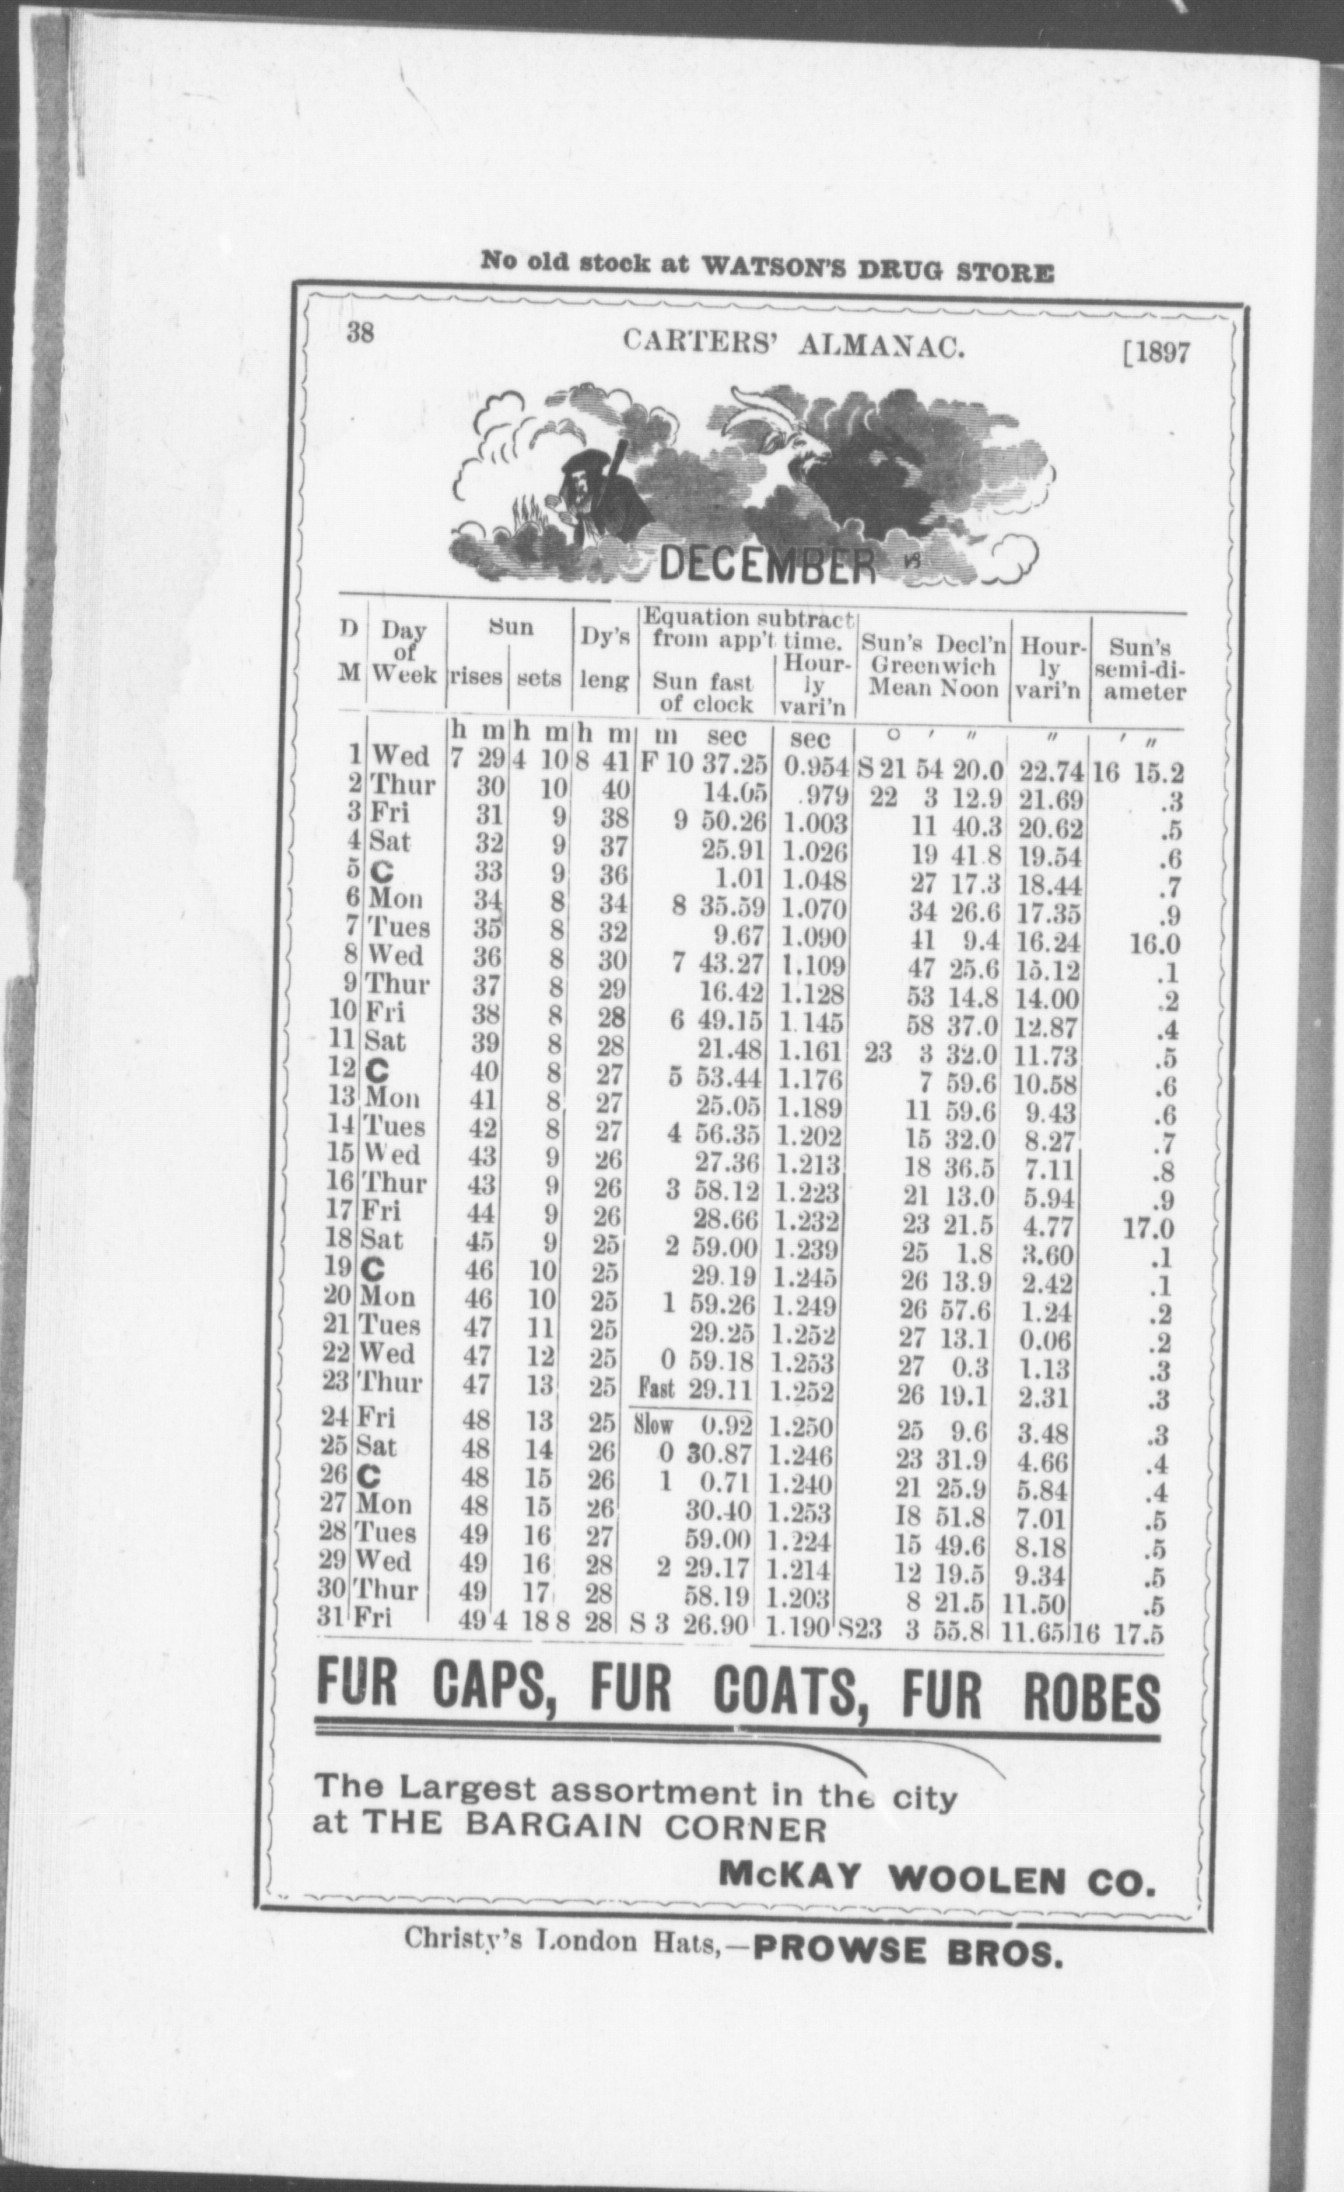 No old stock at WATSON'S DRUG STORE
38 CARTERS' ALMANAC. [1897
DECEMBER
D M Day of Week Sun rises sets Dy's leng Equation subtract from app't time. Sun fast of clock Hour-ly vari'n Sun's Decl'n Greenwich Mean Noon Hour-ly vari'n Sun's semi-di-ameter
h m h m h m m sec sec ° ′ ″ ″ ′ ″
1 Wed 7 29 4 10 8 41 F 10 37.25 0.954 S 21 54 20.0 22.74 16 15.2
2 Thur 30 10 40 14.05 .979 22 3 12.9 21.69 .3
3 Fri 31 9 38 9 50.26 1.003 11 40.3 20.62 .5
4 Sat 32 9 37 25.91 1.026 19 41.8 19.54 .6
5 C 33 9 36 1.01 1.048 27 17.3 18.44 .7
6 Mon 34 8 34 8 35.59 1.070 34 26.6 17.35 .9
7 Tues 35 8 32 9.67 1.090 41 9.4 16.24 16.0
8 Wed 36 8 30 7 43.27 1.109 47 25.6 15.12 .1
9 Thur 37 8 29 16.42 1.128 53 14.8 14.00 .2
10 Fri 38 8 28 6 49.15 1.145 58 37.0 12.87 .4
11 Sat 39 8 28 21.48 1.161 23 3 32.0 11.73 .5
12 C 40 8 27 5 53.44 1.176 7 59.6 10.58 .6
13 Mon 41 8 27 25.05 1.189 11 59.6 9.43 .6
14 Tues 42 8 27 4 56.35 1.202 15 32.0 8.27 .7
15 Wed 43 9 26 27.36 1.213 18 36.5 7.11 .8
16 Thur 43 9 26 3 58.12 1.223 21 13.0 5.94 .9
17 Fri 44 9 26 28.66 1.232 23 21.5 4.77 17.0
18 Sat 45 9 25 2 59.00 1.239 25 1.8 3.60 .1
19 C 46 10 25 29.19 1.245 26 13.9 2.42 .1
20 Mon 46 10 25 1 59.26 1.249 26 57.6 1.24 .2
21 Tues 47 11 25 29.25 1.252 27 13.1 0.06 .2
22 Wed 47 12 25 0 59.18 1.253 27 0.3 1.13 .3
23 Thur 47 13 25 Fast 29.11 1.252 26 19.1 2.31 .3
24 Fri 48 13 25 Slow 0.92 1.250 25 9.6 3.48 .3
25 Sat 48 14 26 0 30.87 1.246 23 31.9 4.66 .4
26 C 48 15 26 1 0.71 1.240 21 25.9 5.84 .4
27 Mon 48 15 26 30.40 1.253 18 51.8 7.01 .5
28 Tues 49 16 27 59.00 1.224 15 49.6 8.18 .5
29 Wed 49 16 28 2 29.17 1.214 12 19.5 9.34 .5
30 Thur 49 17 28 58.19 1.203 8 21.5 11.50 .5
31 Fri 49 4 18 8 28 S 3 26.90 1.190 S23 3 55.8 11.65 16 17.5
FUR CAPS, FUR COATS, FUR ROBES
The Largest assortment in the city
at THE BARGAIN CORNER
McKAY WOOLEN CO.
Christy's London Hats,—PROWSE BROS.